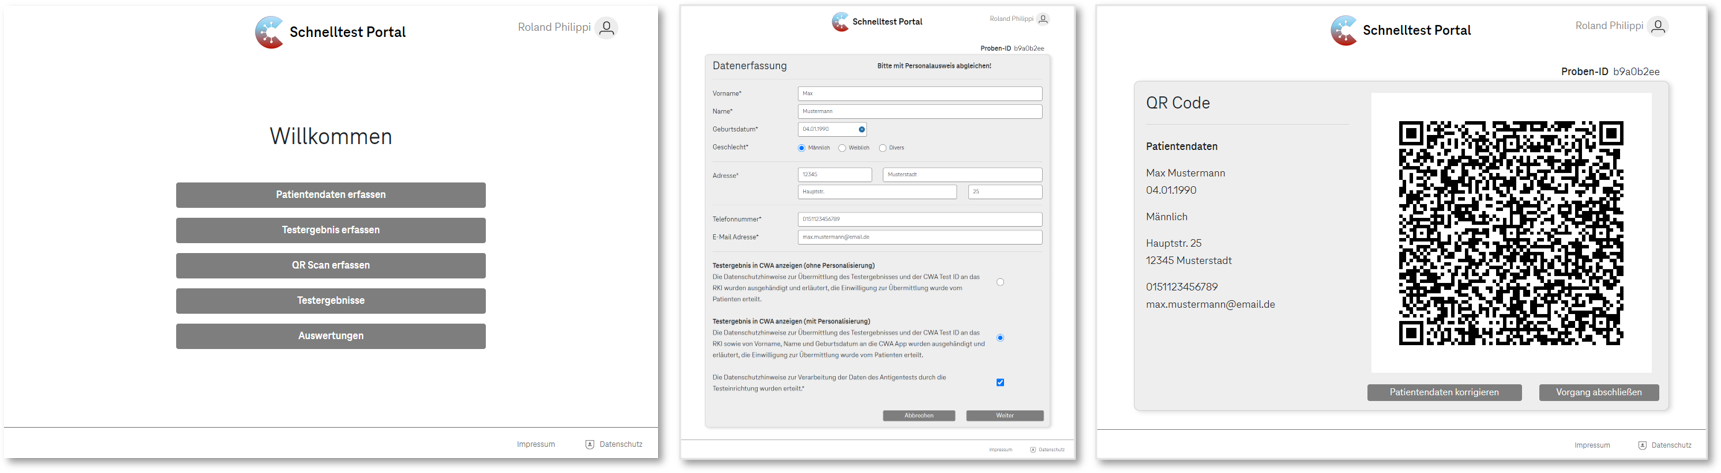 Schnelltest Portal
Roland Philippi
Willkommen
Patientendaten erfassen
Testergebnis erfassen
QR Scan erfassen
Testergebnisse
Auswertungen
Impressum
Datenschutz
Schnelltest Portal
Roland Philippi
Proben-ID b9a0b2ee
Datenerfassung
Bitte mit Personalausweis abgleichen!
Vorname*
Max
Name*
Mustermann
Geburtsdatum*
04.01.1990
Geschlecht*
Männlich
Weiblich
Divers
Adresse*
12345
Musterstadt
Hauptstr.
25
Telefonnummer*
0151123456789
E-Mail Adresse*
max.mustermann@email.de
Testergebnis in CWA anzeigen (ohne Personalisierung)
Die Datenschutzhinweise zur Übermittlung des Testergebnisses und der CWA Test ID an das
RKI wurden ausgehändigt und erläutert, die Einwilligung zur Übermittlung wurde vom
Patienten erteilt.
Testergebnis in CWA anzeigen (mit Personalisierung)
Die Datenschutzhinweise zur Übermittlung des Testergebnisses und der CWA Test ID an das
RKI sowie von Vorname, Name und Geburtsdatum an die CWA App wurden ausgehändigt und
erläutert, die Einwilligung zur Übermittlung wurde vom Patienten erteilt.
Die Datenschutzhinweise zur Verarbeitung der Daten des Antigentests durch die
Testeinrichtung wurden erteilt.*
Abbrechen
Weiter
Impressum
Datenschutz
Schnelltest Portal
Roland Philippi
Proben-ID b9a0b2ee
QR Code
Patientendaten
Max Mustermann
04.01.1990
Männlich
Hauptstr. 25
12345 Musterstadt
0151123456789
max.mustermann@email.de
Patientendaten korrigieren
Vorgang abschließen
Impressum
Datenschutz